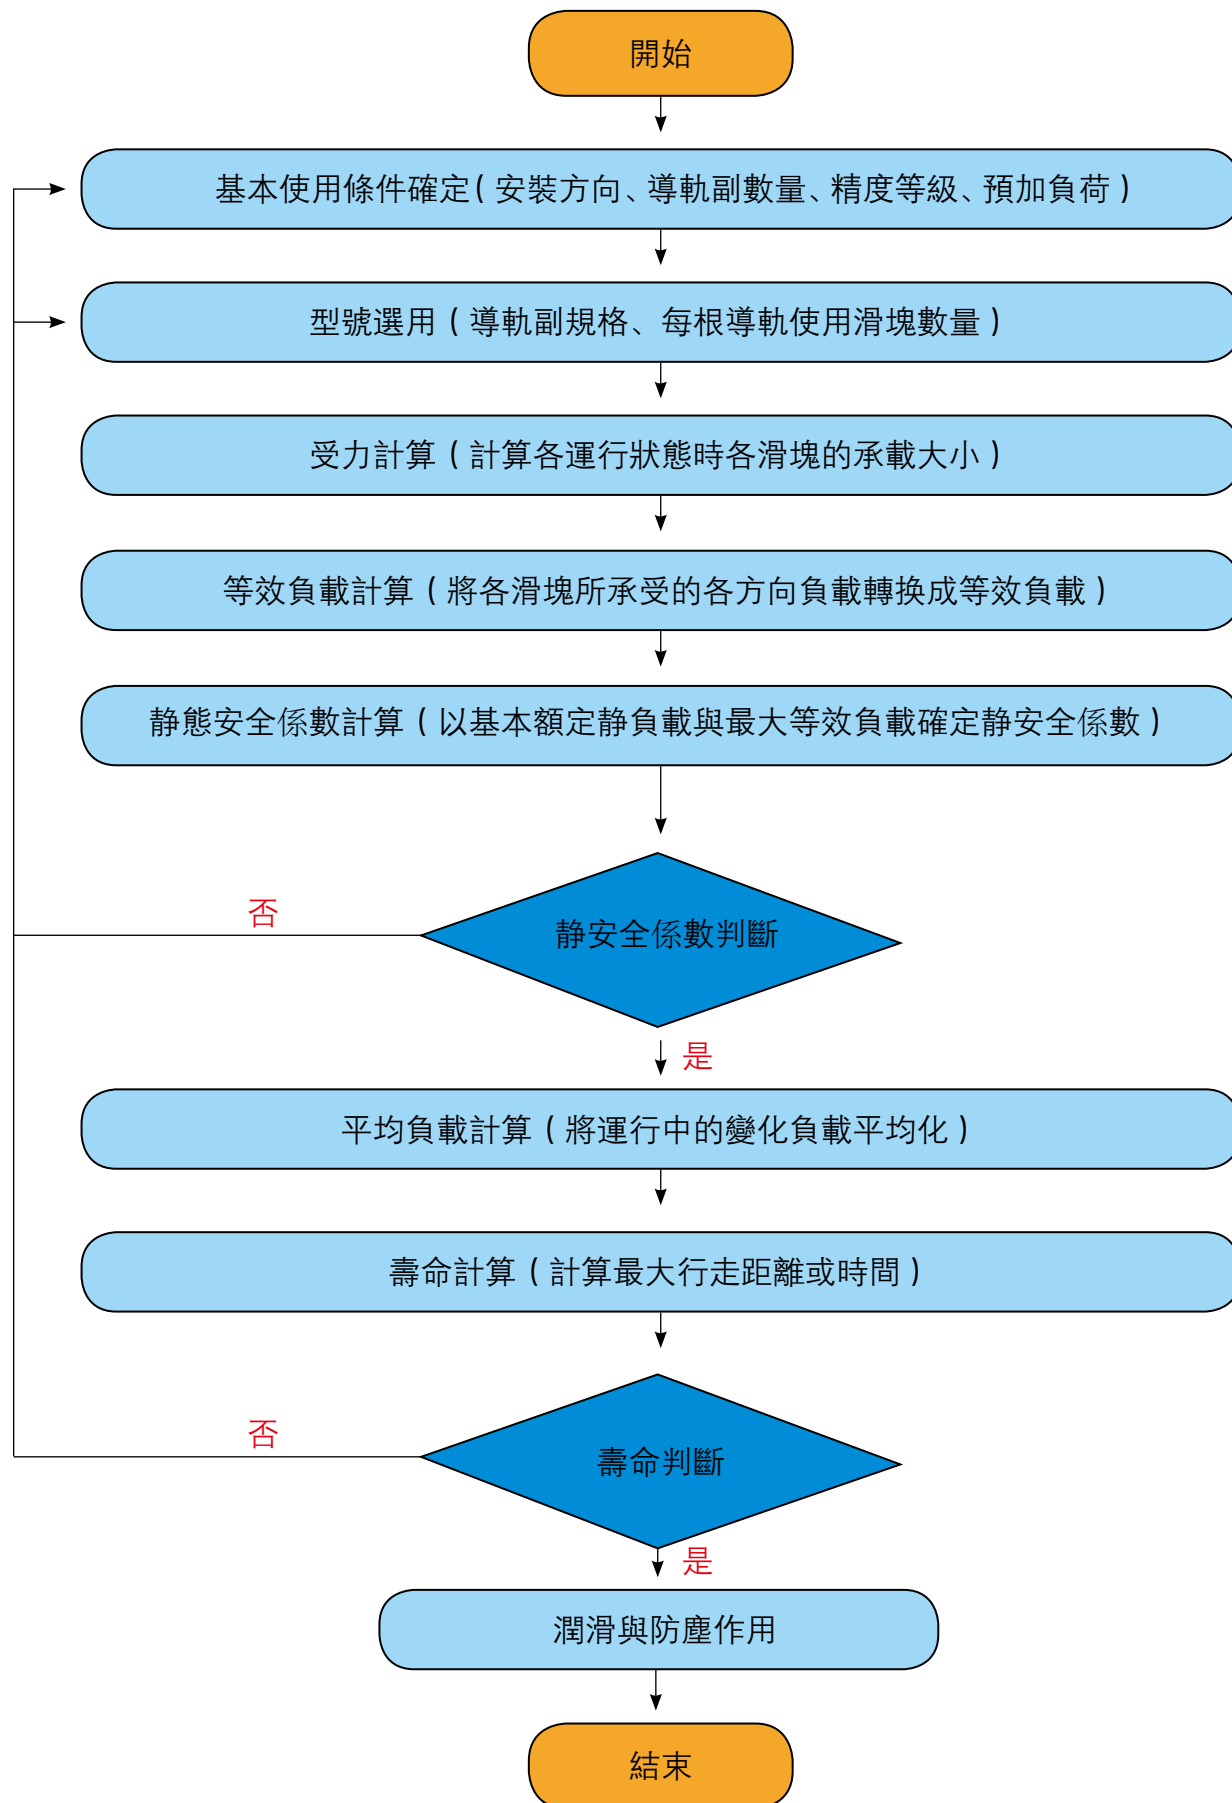 開始
基本使用條件確定(安裝方向、導軌副數量、精度等級、預加負荷)
型號選用(導軌副規格、每根導軌使用滑塊數量)
受力計算(計算各運行狀態時各滑塊的承載大小)
等效負載計算(將各滑塊所承受的各方向負載轉换成等效負載)
静態安全係數計算(以基本額定静負載與最大等效負載確定静安全係數)
否
静安全係數判斷
是
平均負載計算(將運行中的變化負載平均化)
壽命計算(計算最大行走距離或時間)
否
壽命判斷
是
潤滑與防塵作用
結束